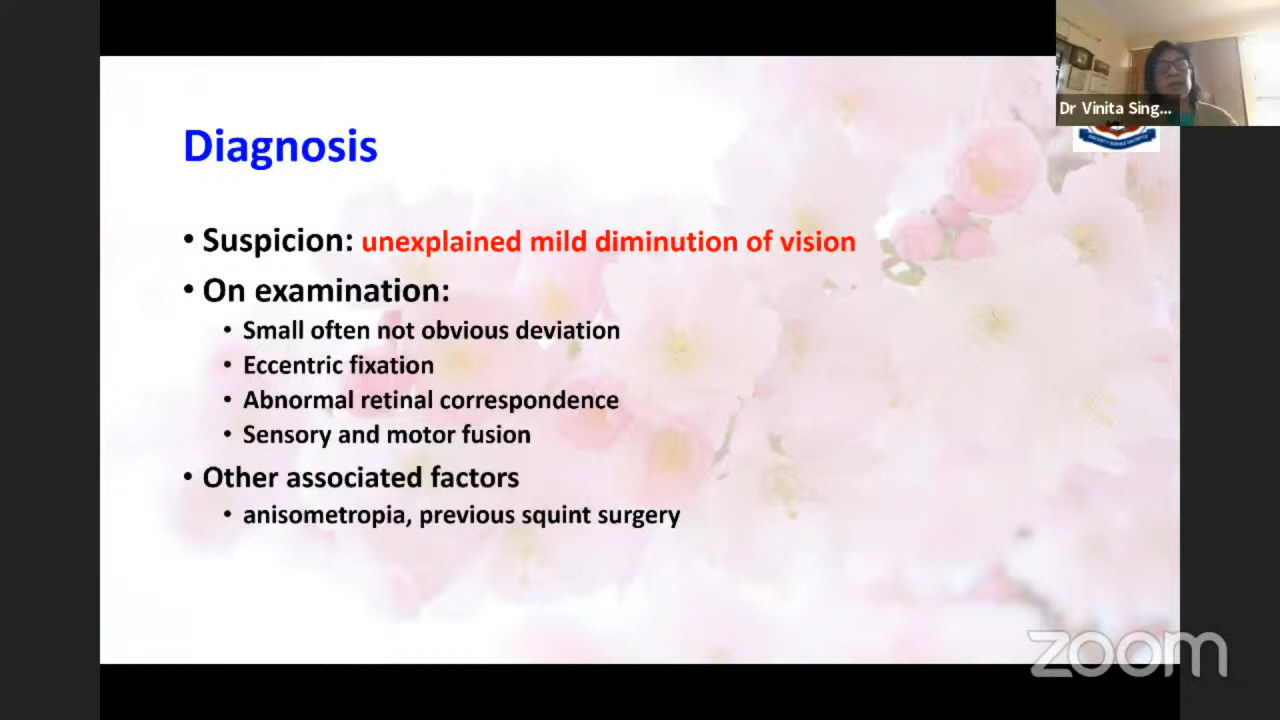 Dr Vinita Sing...
Diagnosis
• Suspicion: unexplained mild diminution of vision
• On examination:
• Small often not obvious deviation
• Eccentric fixation
• Abnormal retinal correspondence
• Sensory and motor fusion
• Other associated factors
• anisometropia, previous squint surgery
zoom